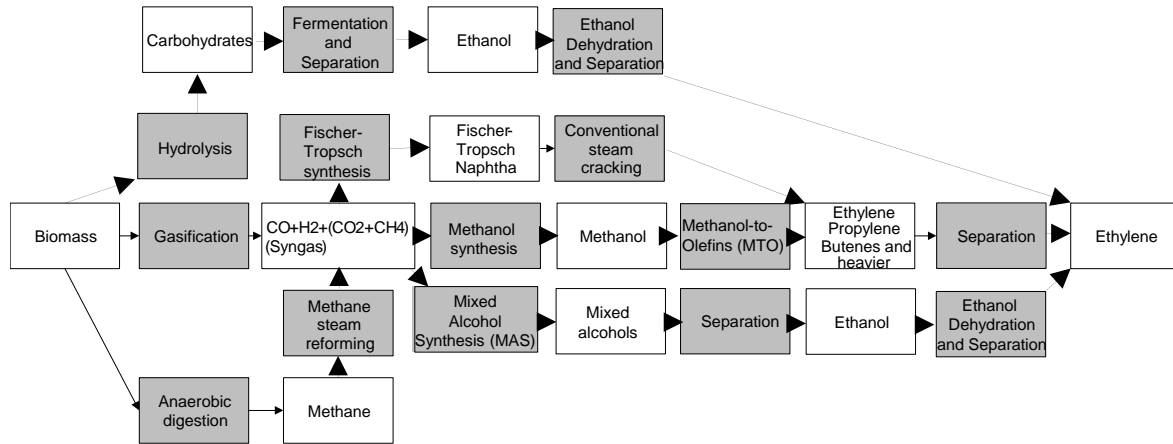 Carbohydrates
Fermentation
and
Separation
Ethanol
Ethanol
Dehydration
and Separation
Hydrolysis
Fischer-
Tropsch
synthesis
Fischer-
Tropsch
Naphtha
Conventional
steam
cracking
Biomass
Gasification
CO+H2+(CO2+CH4)
(Syngas)
Methanol
synthesis
Methanol
Methanol-to-
Olefins (MTO)
Ethylene
Propylene
Butenes and
heavier
Separation
Ethylene
Methane
steam
reforming
Mixed
Alcohol
Synthesis (MAS)
Mixed
alcohols
Separation
Ethanol
Ethanol
Dehydration
and Separation
Anaerobic
digestion
Methane